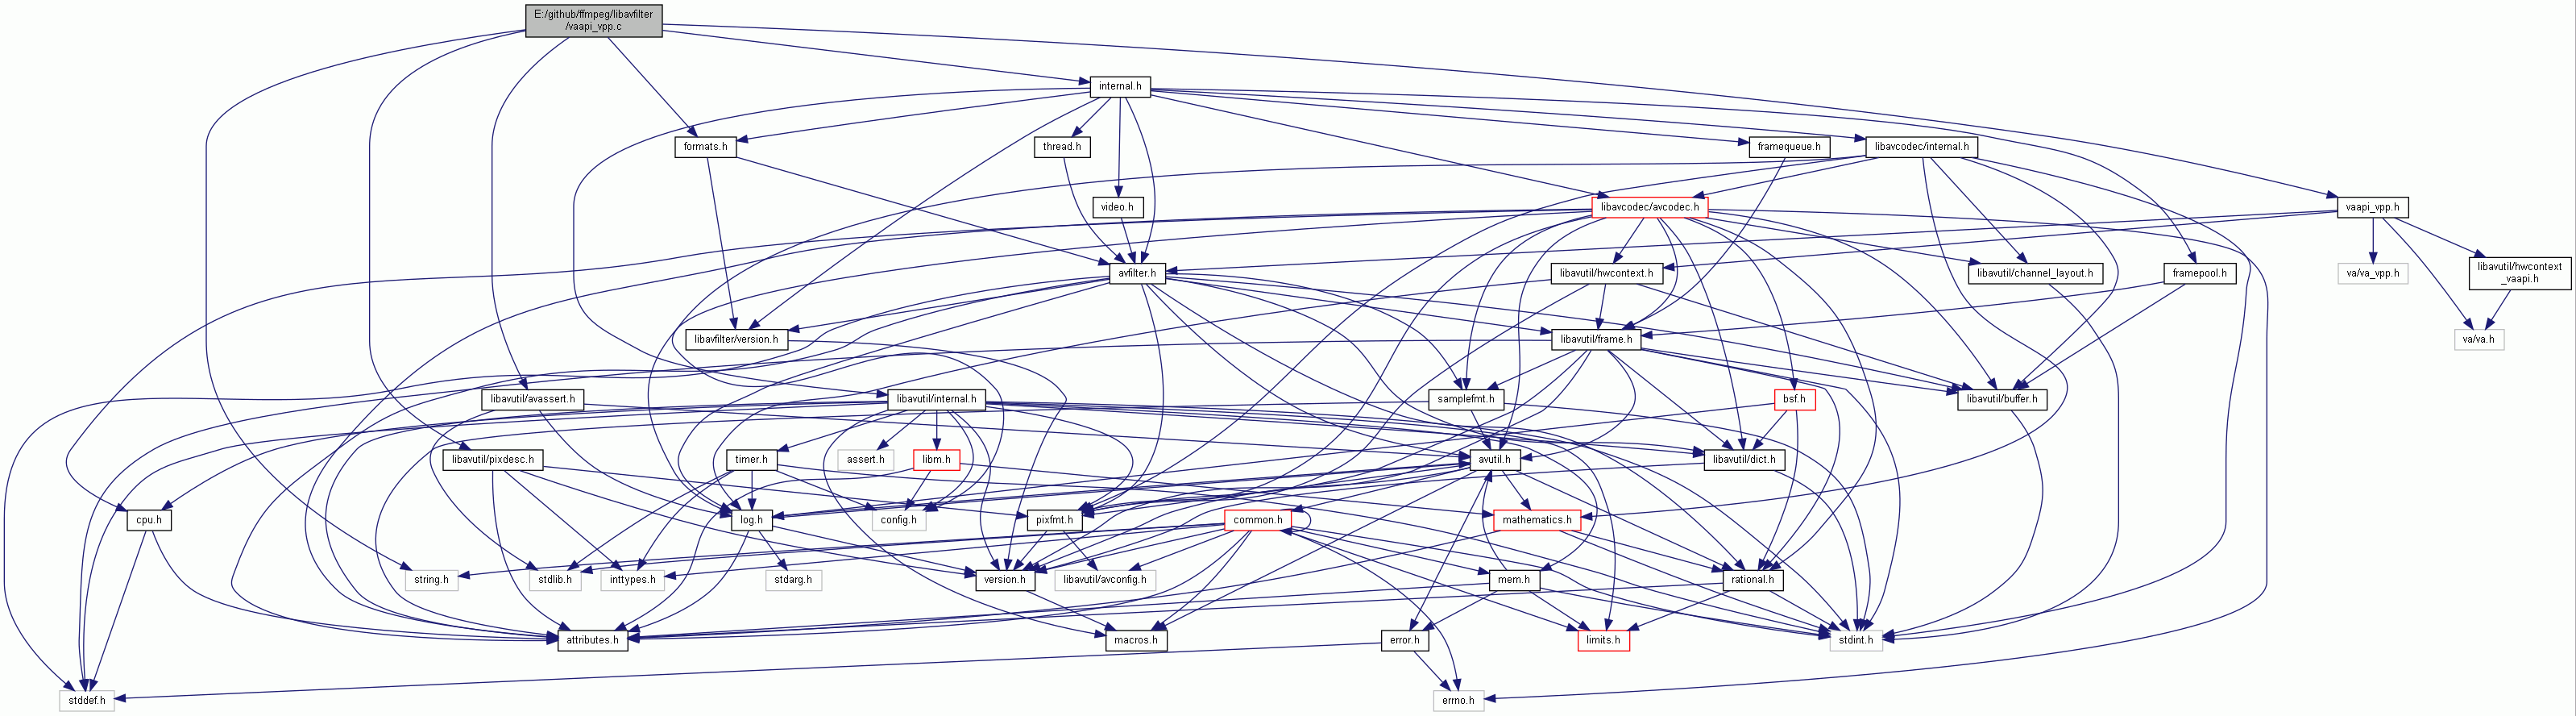 E:/github/ffmpeg/libavfilter
/vaapi_vpp.c
internal.h
formats.h
thread.h
framequeue.h
libavcodec/internal.h
video.h
libavcodec/avcodec.h
vaapi_vpp.h
avfilter.h
libavutil/hwcontext.h
libavutil/channel_layout.h
framepool.h
va/va_vpp.h
libavutil/hwcontext
_vaapi.h
libavfilter/version.h
libavutil/frame.h
va/va.h
libavutil/avassert.h
libavutil/internal.h
samplefmt.h
bsf.h
libavutil/buffer.h
libavutil/pixdesc.h
timer.h
assert.h
libm.h
avutil.h
libavutil/dict.h
cpu.h
log.h
config.h
pixfmt.h
common.h
mathematics.h
string.h
stdlib.h
inttypes.h
stdarg.h
version.h
libavutil/avconfig.h
mem.h
rational.h
attributes.h
macros.h
error.h
limits.h
stdint.h
stddef.h
errno.h